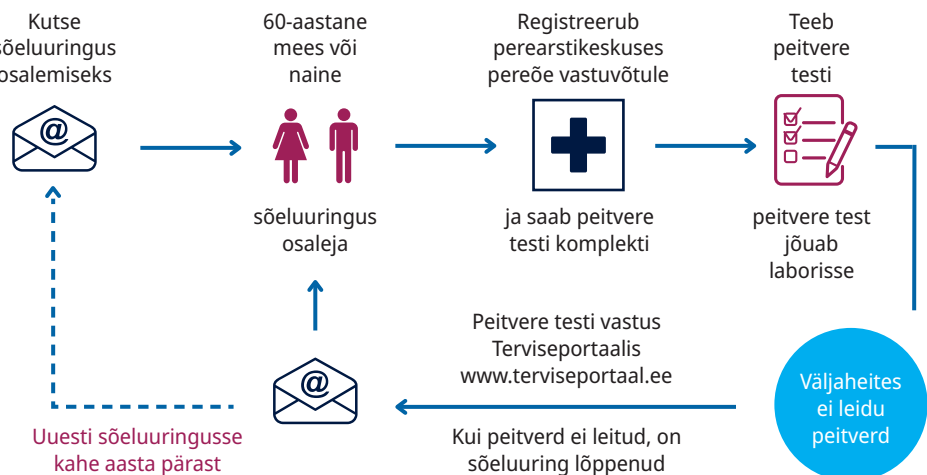 Kutse
sõeluuringus
osalemiseks
60-aastane
mees või
naine
Registreerub
perearstikeskuses
pereõe vastuvõtule
Teeb
peitvere
testi
@
sõeluuringus
osaleja
ja saab peitvere
testi komplekti
peitvere test
jõuab
laborisse
Peitvere testi vastus
Terviseportaalis
www.terviseportaal.ee
@
Väljaheites
ei leidu
peitverd
Uuesti sõeluuringusse
kahe aasta pärast
Kui peitverd ei leitud, on
sõeluuring lõppenud